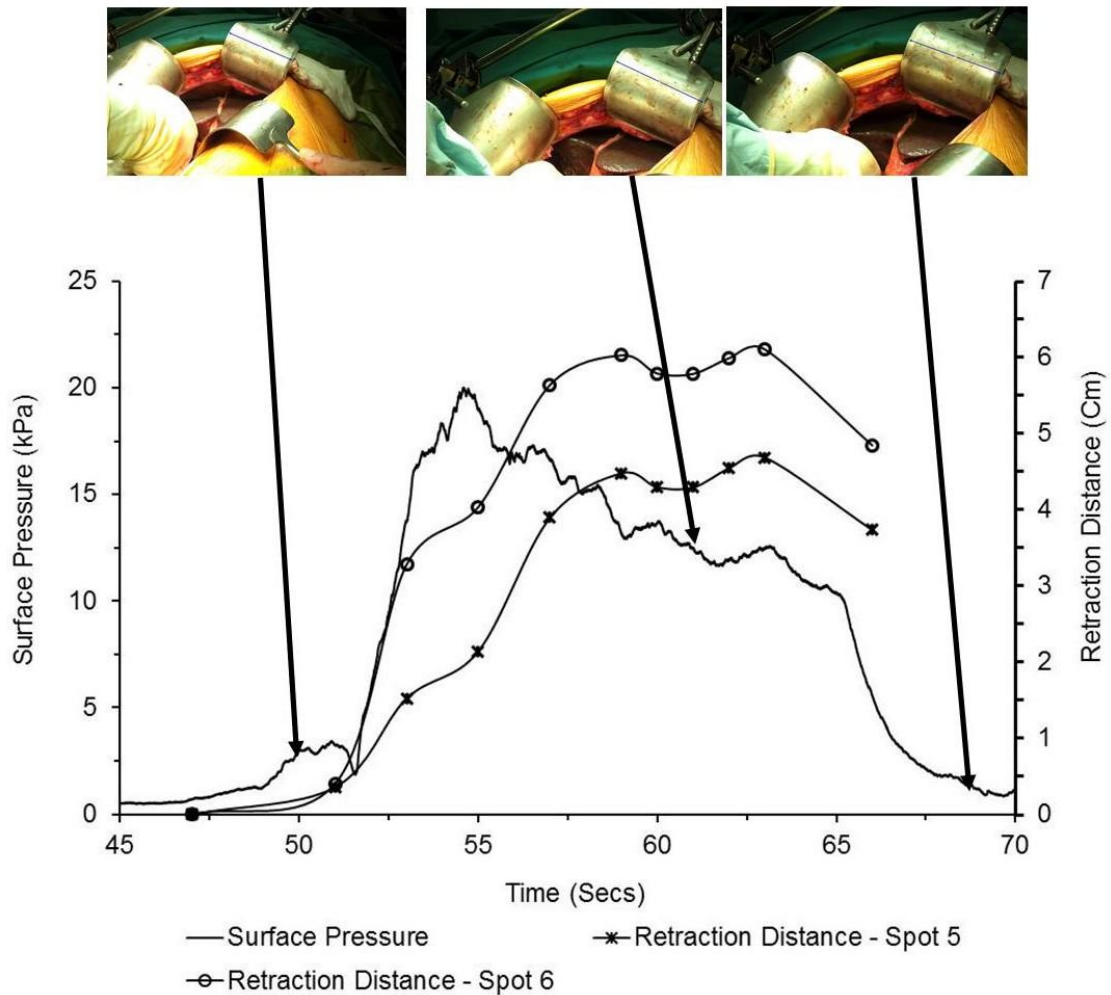 25
20
15
10
5
0
Surface Pressure (kPa)
7
6
5
4
3
2
1
0
Retraction Distance (Cm)
45 50 55 60 65 70
Time (Secs)
Surface Pressure
Retraction Distance - Spot 5
Retraction Distance - Spot 6